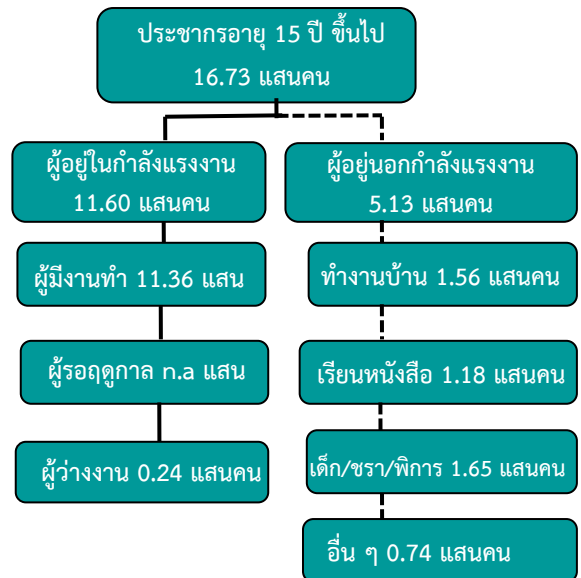 ประชากรอายุ 15 ปี ขึ้นไป
16.73 แสนคน
ผู้อยู่ในกำลังแรงงาน
11.60 แสนคน
ผู้อยู่นอกกำลังแรงงาน
5.13 แสนคน
ผู้มีงานทำ 11.36 แสน
ทำงานบ้าน 1.56 แสนคน
ผู้รอฤดูกาล n.a แสน
เรียนหนังสือ 1.18 แสนคน
ผู้ว่างงาน 0.24 แสนคน
เด็ก/ชรา/พิการ 1.65 แสนคน
อื่น ๆ 0.74 แสนคน